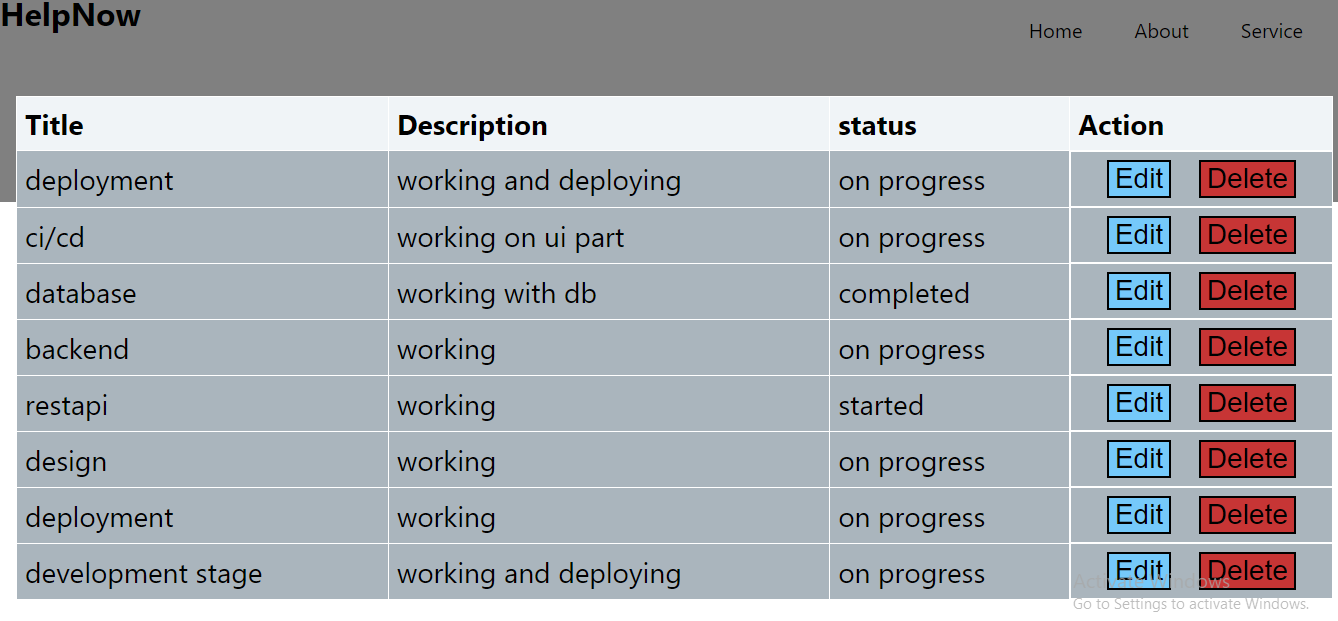 HelpNow
Home About Service
Title Description status Action
deployment working and deploying on progress Edit Delete
ci/cd working on ui part on progress Edit Delete
database working with db completed Edit Delete
backend working on progress Edit Delete
restapi working started Edit Delete
design working on progress Edit Delete
deployment working on progress Edit Delete
development stage working and deploying on progress Edit Delete
Activate Windows
Go to Settings to activate Windows.